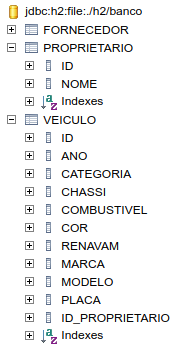 jdbc:h2:file:./h2/banco
FORNECEDOR
PROPRIETARIO
ID
NOME
Indexes
VEICULO
ID
ANO
CATEGORIA
CHASSI
COMBUSTIVEL
COR
RENAVAM
MARCA
MODELO
PLACA
ID_PROPRIETARIO
Indexes